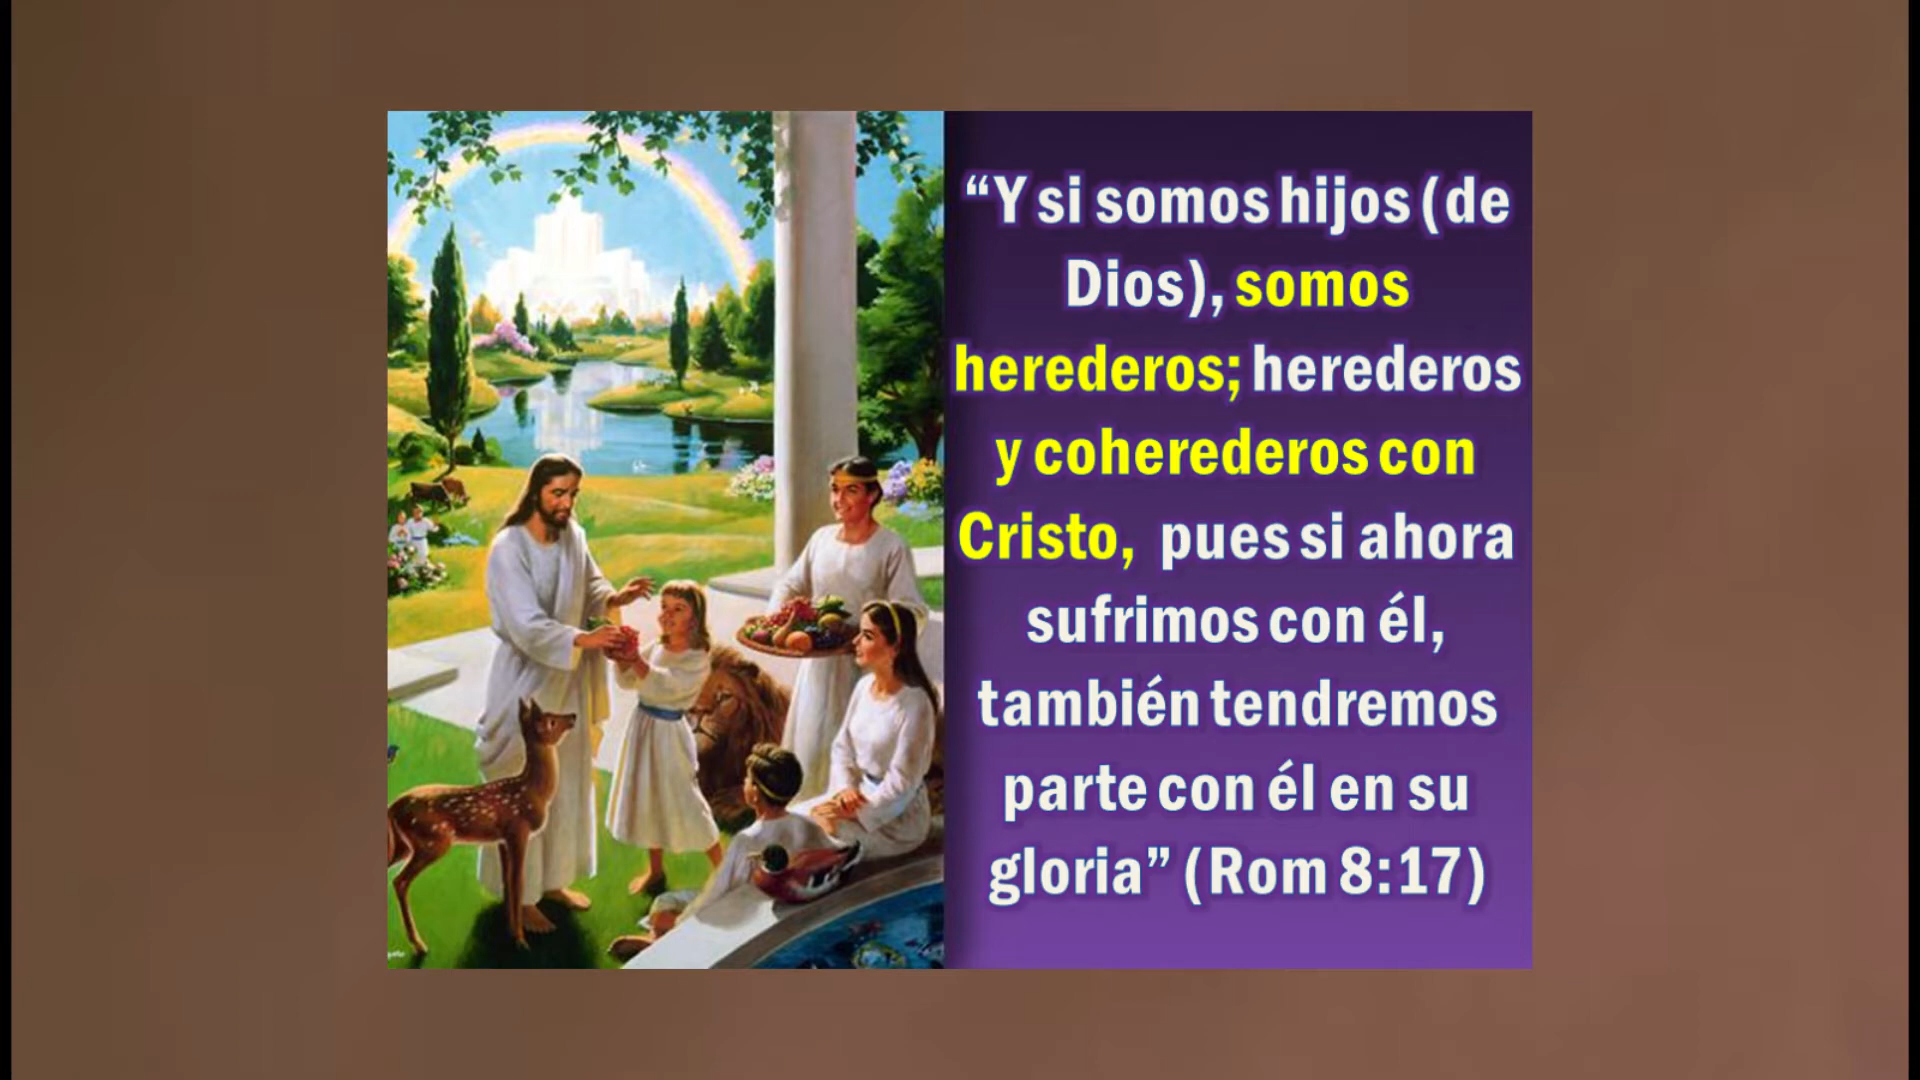 “Y si somos hijos (de
Dios), somos
herederos; herederos
y coherederos con
Cristo, pues si ahora
sufrimos con él,
también tendremos
parte con él en su
gloria” (Rom 8:17)